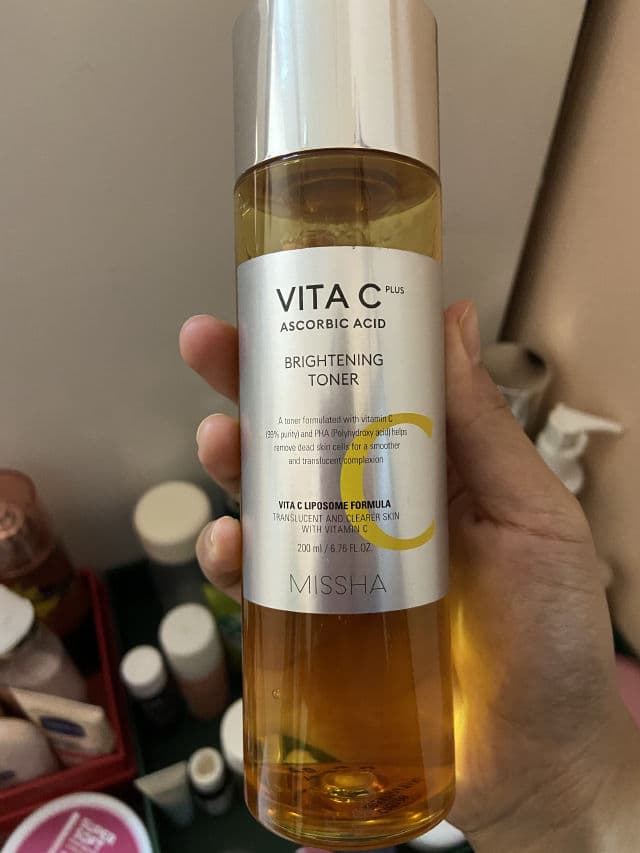 VITA C PLUS
ASCORBIC ACID
BRIGHTENING
TONER
A toner formulated with vitamin C
(99% purity) and PHA (Polyhydroxy acid) helps
remove dead skin cells for a smoother
and translucent complexion
VITA C LIPOSOME FORMULA
TRANSLUCENT AND CLEARER SKIN
WITH VITAMIN C
200 ml / 6.76 FL.OZ.
MISSHA